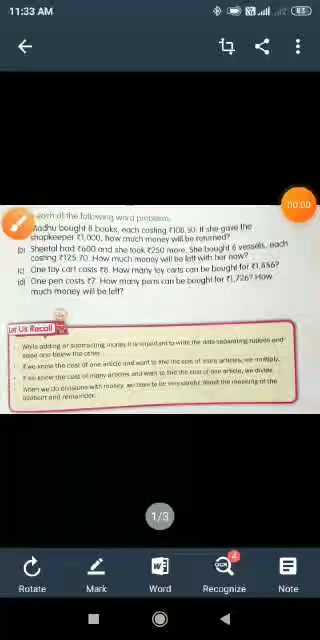 11:33 AM
83
00:00
each of the following word problems.
Madhu bought 8 books, each costing ₹108.50. If she gave the
shopkeeper ₹1,000, how much money will be returned?
(b) Sheetal had ₹600 and she took ₹250 more. She bought 6 vessels, each
costing ₹125.70. How much money will be left with her now?
(c) One toy cart costs ₹8. How many toy carts can be bought for ₹1,856?
(d) One pen costs ₹7. How many pens can be bought for ₹1,726? How
much money will be left?
Let Us Recall
While adding or subtracting money it is important to write the dots separating rupees and
paise one below the other.
If we know the cost of one article and want to find the cost of many articles, we multiply.
If we know the cost of many articles and want to find the cost of one article, we divide.
When we do divisions with money, we have to be very careful about the meaning of the
quotient and remainder.
1/3
4
OCR
W
Rotate
Mark
Word
Recognize
Note